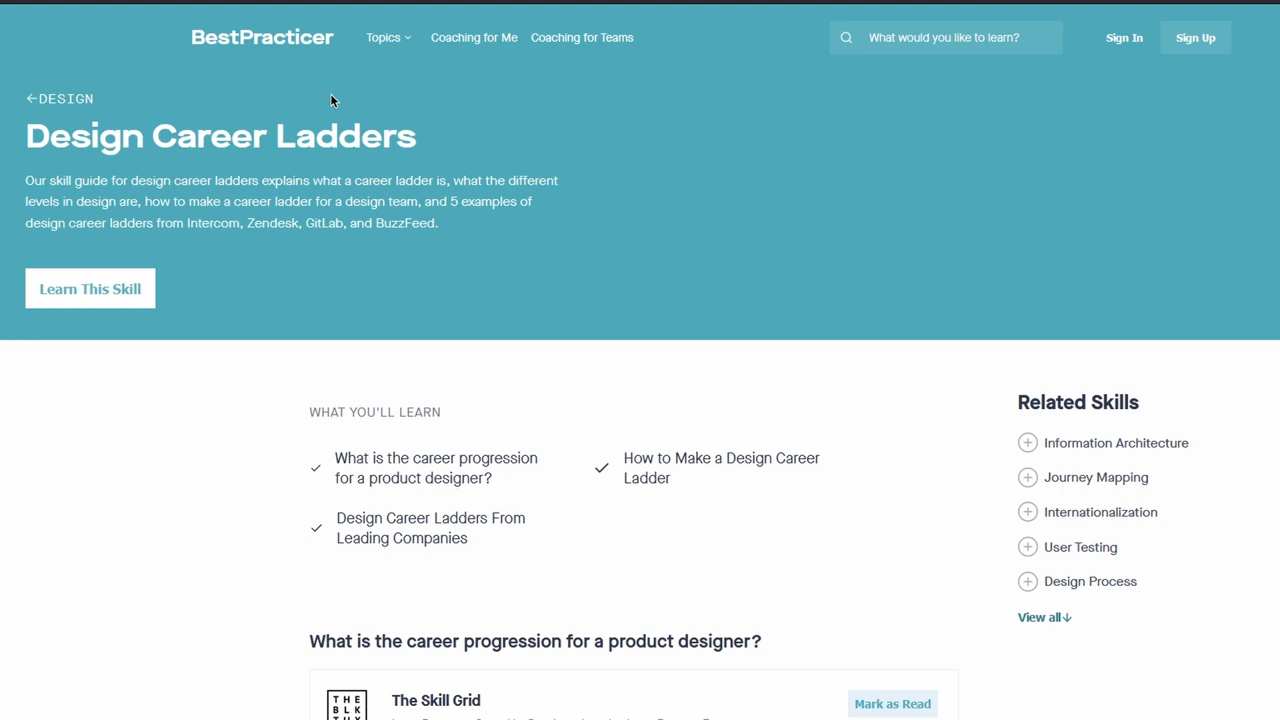 BestPracticer
Topics
Coaching for Me
Coaching for Teams
What would you like to learn?
Sign In
Sign Up
←DESIGN
Design Career Ladders
Our skill guide for design career ladders explains what a career ladder is, what the different
levels in design are, how to make a career ladder for a design team, and 5 examples of
design career ladders from Intercom, Zendesk, GitLab, and BuzzFeed.
Learn This Skill
WHAT YOU'LL LEARN
What is the career progression
for a product designer?
How to Make a Design Career
Ladder
Design Career Ladders From
Leading Companies
Related Skills
Information Architecture
Journey Mapping
Internationalization
User Testing
Design Process
View all↓
What is the career progression for a product designer?
THE
BLK
The Skill Grid
Mark as Read